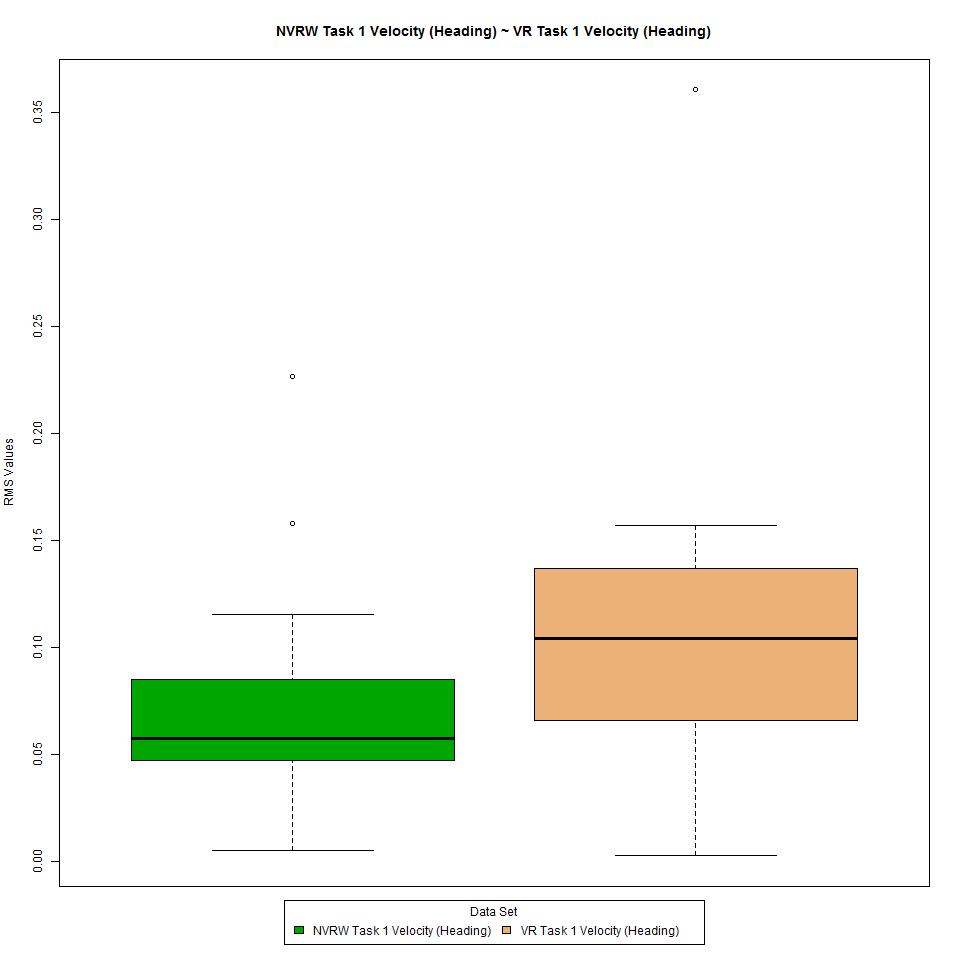 NVRW Task 1 Velocity (Heading) ~ VR Task 1 Velocity (Heading)
0.35
0.30
0.25
0.20
0.15
0.10
0.05
0.00
RMS Values
Data Set
NVRW Task 1 Velocity (Heading) VR Task 1 Velocity (Heading)